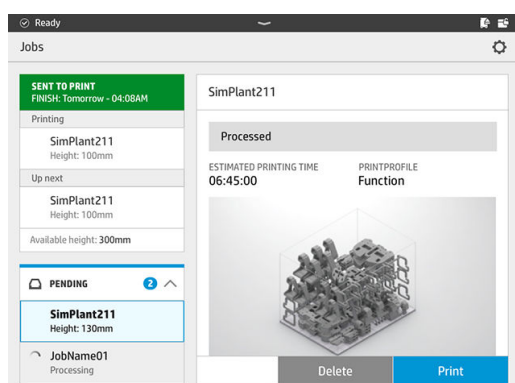 Ready
Jobs
SENT TO PRINT
FINISH: Tomorrow - 04:08AM
Printing
SimPlant211
Height: 100mm
Up next
SimPlant211
Height: 100mm
Available height: 300mm
PENDING 2
SimPlant211
Height: 130mm
JobName01
Processing
SimPlant211
Processed
ESTIMATED PRINTING TIME PRINTPROFILE
06:45:00 Function
Delete Print